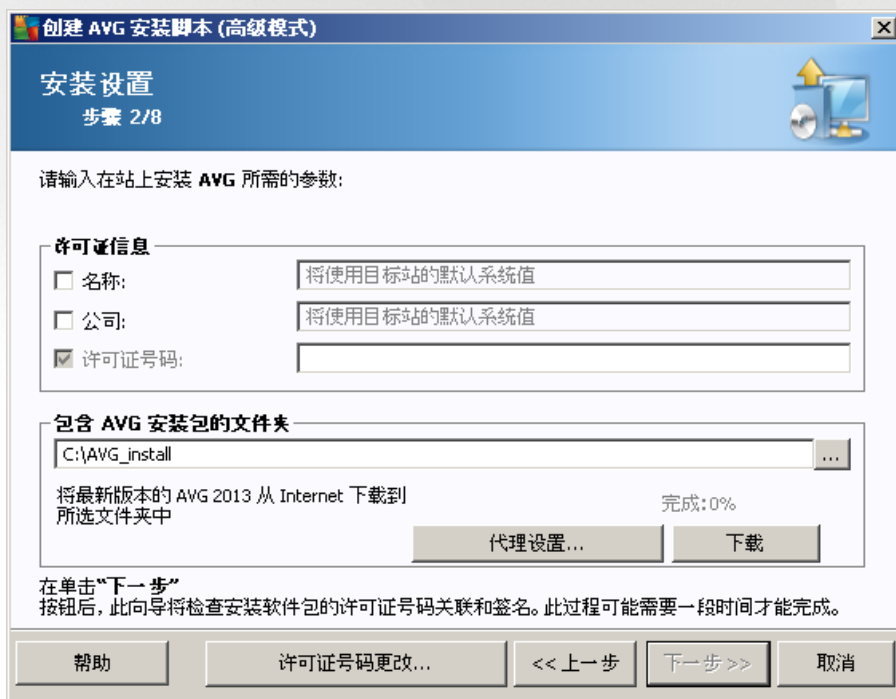 创建 AVG 安装脚本 (高级模式)
安装设置
步骤 2/8
请输入在站上安装 AVG 所需的参数:
许可证信息
名称:
将使用目标站的默认系统值
公司:
将使用目标站的默认系统值
许可证号码:
包含 AVG 安装包的文件夹
C:\AVG_install
...
将最新版本的 AVG 2013 从 Internet 下载到
所选文件夹中
完成:0%
代理设置...
下载
在单击“下一步”
按钮后, 此向导将检查安装软件包的许可证号码关联和签名。此过程可能需要一段时间才能完成。
帮助
许可证号码更改...
<< 上一步
下一步 >>
取消